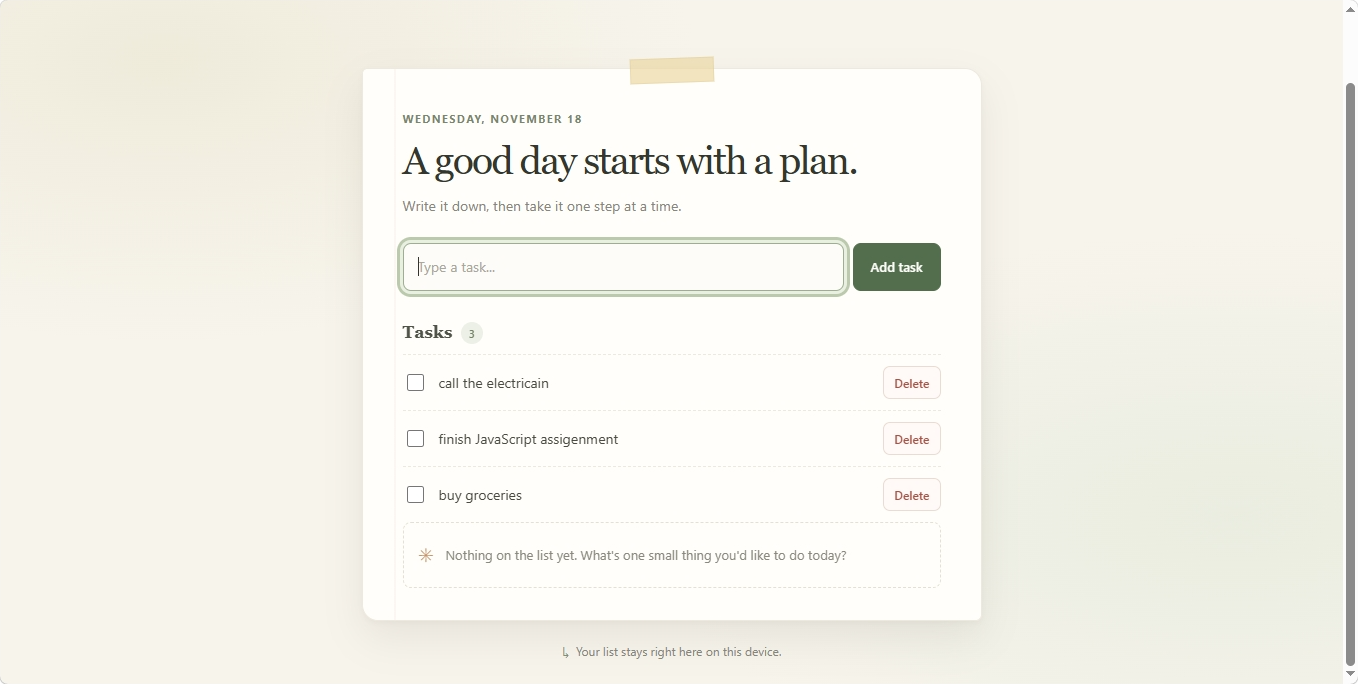 WEDNESDAY, NOVEMBER 18
A good day starts with a plan.
Write it down, then take it one step at a time.
Type a task...
Add task
Tasks 3
call the electricain Delete
finish JavaScript assigenment Delete
buy groceries Delete
Nothing on the list yet. What's one small thing you'd like to do today?
↳ Your list stays right here on this device.